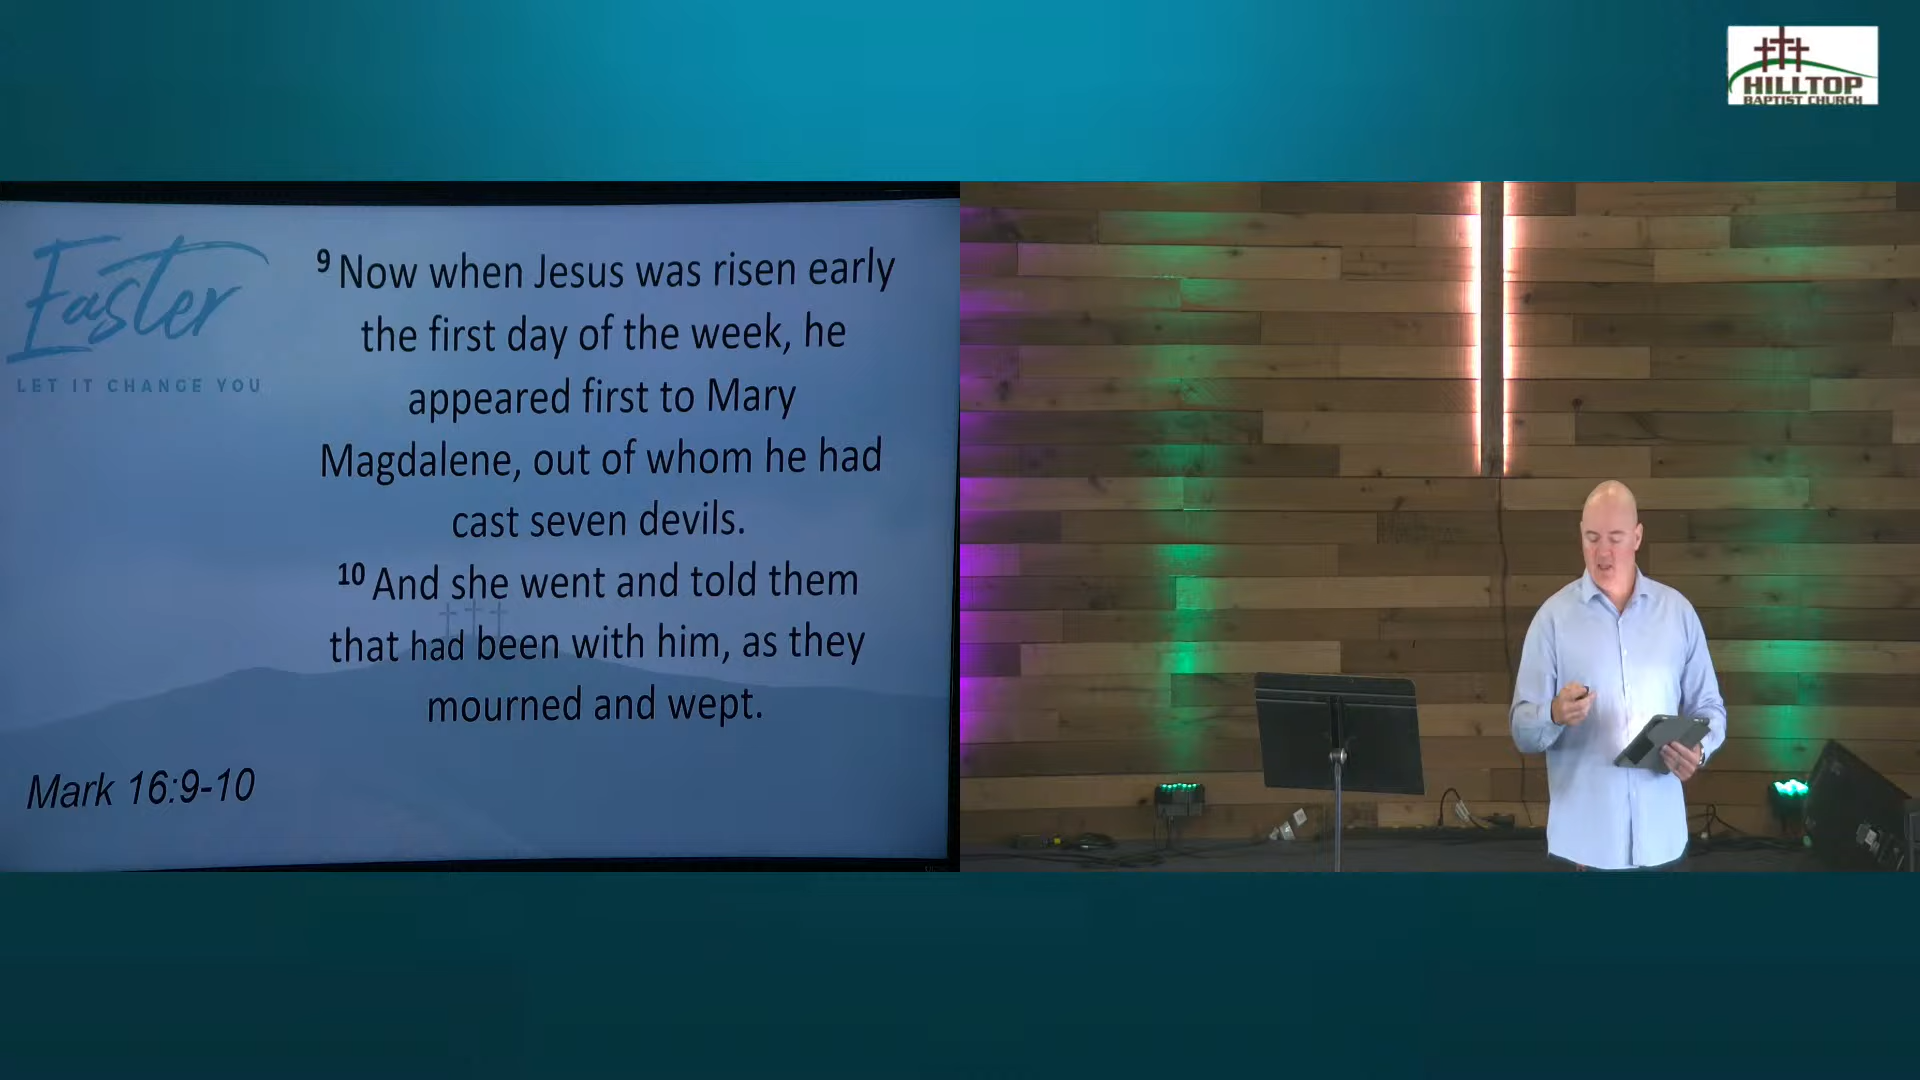 HILLTOP
BAPTIST CHURCH
Easter
LET IT CHANGE YOU
9 Now when Jesus was risen early
the first day of the week, he
appeared first to Mary
Magdalene, out of whom he had
cast seven devils.
10 And she went and told them
that had been with him, as they
mourned and wept.
Mark 16:9-10